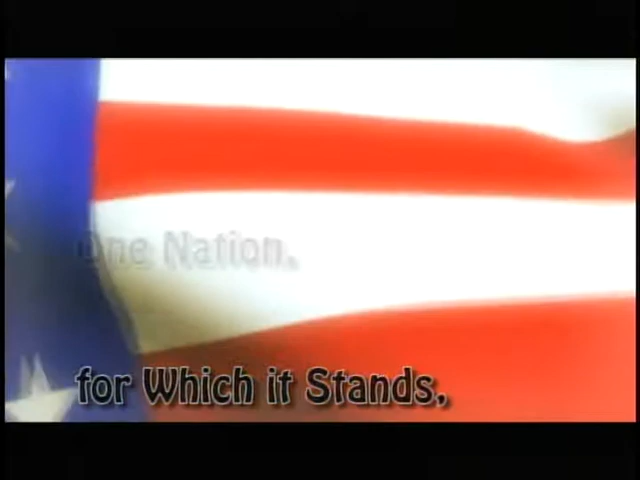 One Nation,
for Which it Stands,